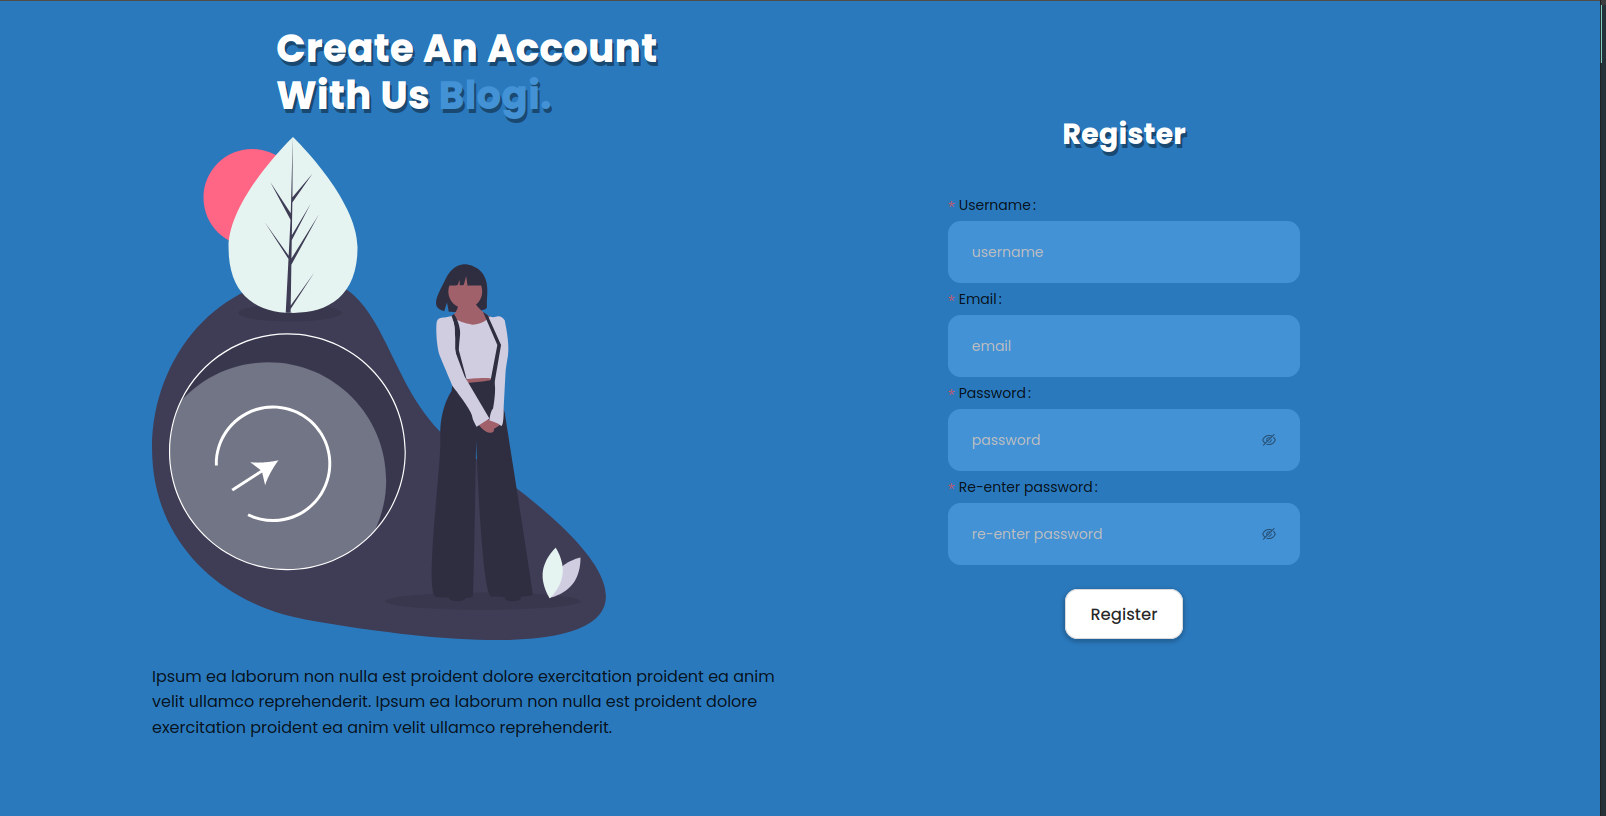 Create An Account
With Us Blogi.
Register
* Username:
username
* Email:
email
* Password:
password
* Re-enter password:
re-enter password
Register
Ipsum ea laborum non nulla est proident dolore exercitation proident ea anim
velit ullamco reprehenderit. Ipsum ea laborum non nulla est proident dolore
exercitation proident ea anim velit ullamco reprehenderit.